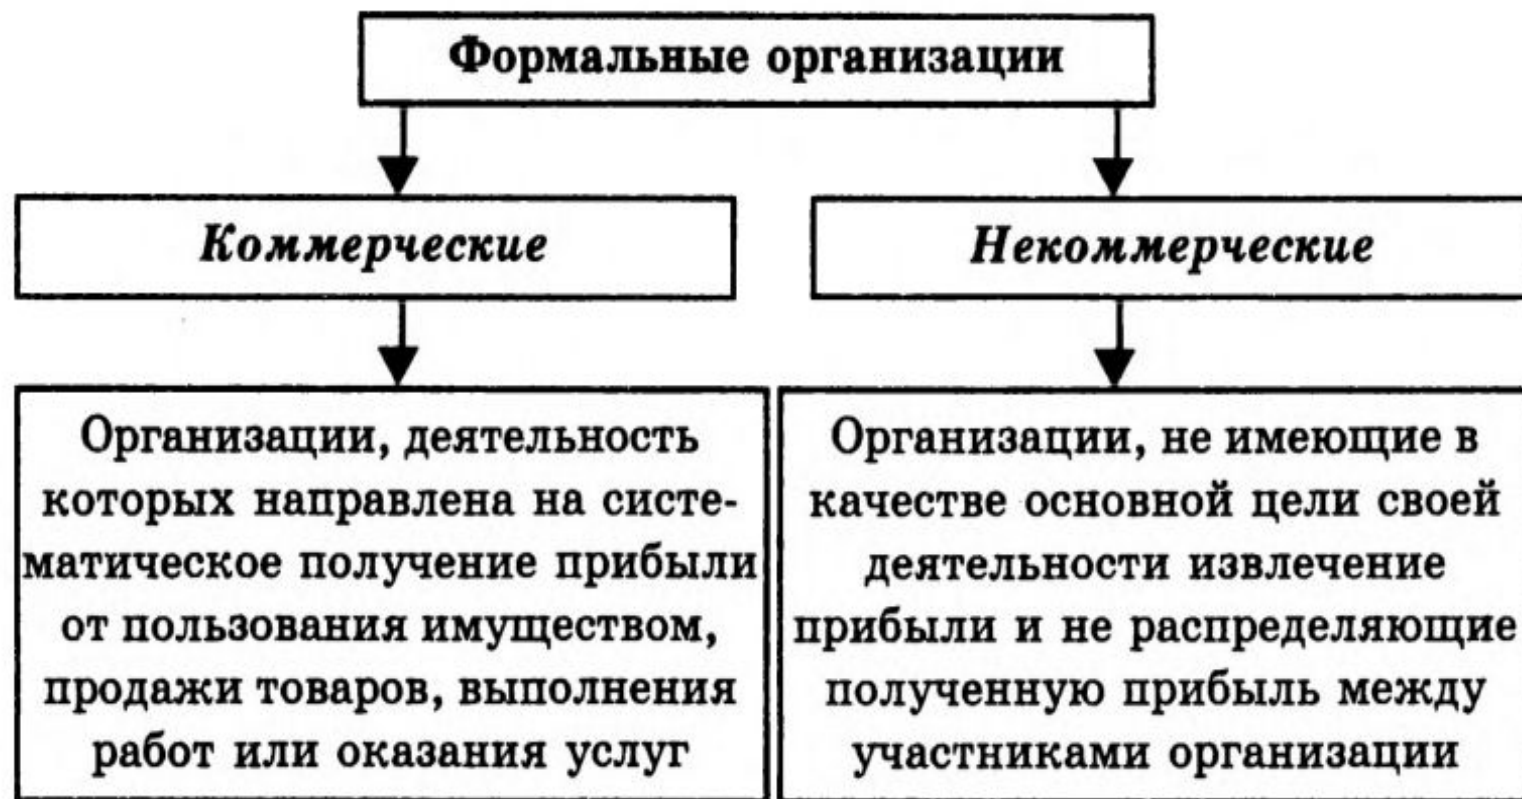 Формальные организации
Коммерческие
Некоммерческие
Организации, деятельность
которых направлена на систе-
матическое получение прибыли
от пользования имуществом,
продажи товаров, выполнения
работ или оказания услуг
Организации, не имеющие в
качестве основной цели своей
деятельности извлечение
прибыли и не распределяющие
полученную прибыль между
участниками организации